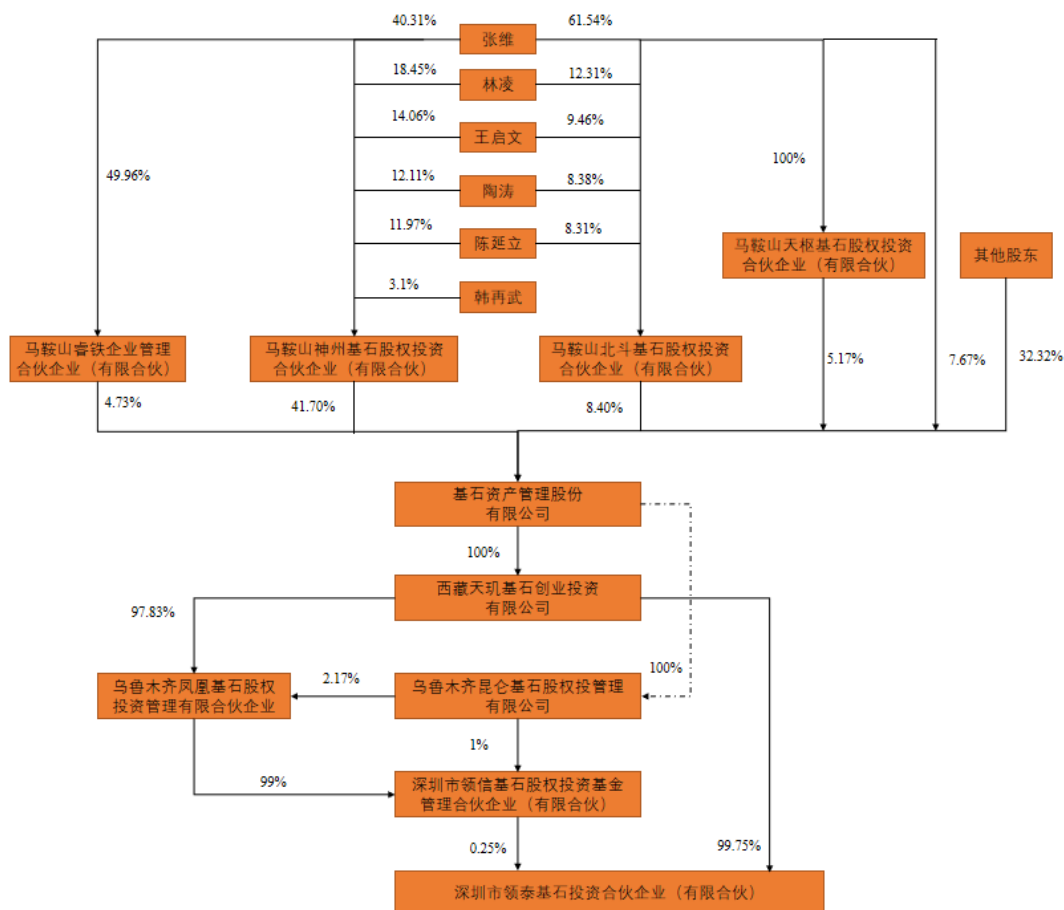 40.31%
张维
61.54%
18.45%
林凌
12.31%
14.06%
王启文
9.46%
49.96%
100%
12.11%
陶涛
8.38%
11.97%
陈延立
8.31%
马鞍山天枢基石股权投资
合伙企业（有限合伙）
其他股东
3.1%
韩再武
马鞍山睿铁企业管理
合伙企业（有限合伙）
马鞍山神州基石股权投资
合伙企业（有限合伙）
马鞍山北斗基石股权投资
合伙企业（有限合伙）
5.17%
7.67%
32.32%
4.73%
41.70%
8.40%
基石资产管理股份
有限公司
100%
西藏天玑基石创业投资
有限公司
97.83%
100%
乌鲁木齐凤凰基石股权
投资管理有限合伙企业
2.17%
乌鲁木齐昆仑基石股权投管理
有限公司
1%
99%
深圳市领信基石股权投资基金
管理合伙企业（有限合伙）
0.25%
99.75%
深圳市领泰基石投资合伙企业（有限合伙）